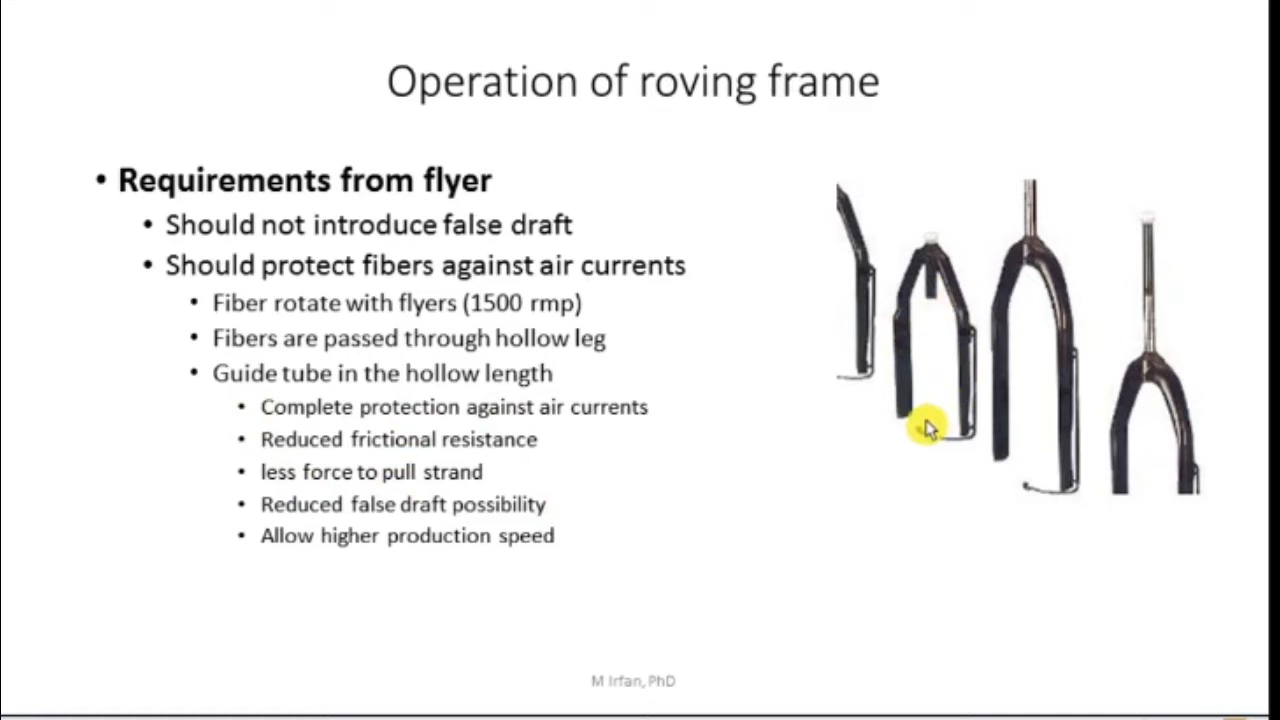 Operation of roving frame
• Requirements from flyer
• Should not introduce false draft
• Should protect fibers against air currents
• Fiber rotate with flyers (1500 rmp)
• Fibers are passed through hollow leg
• Guide tube in the hollow length
• Complete protection against air currents
• Reduced frictional resistance
• less force to pull strand
• Reduced false draft possibility
• Allow higher production speed
M Irfan, PhD